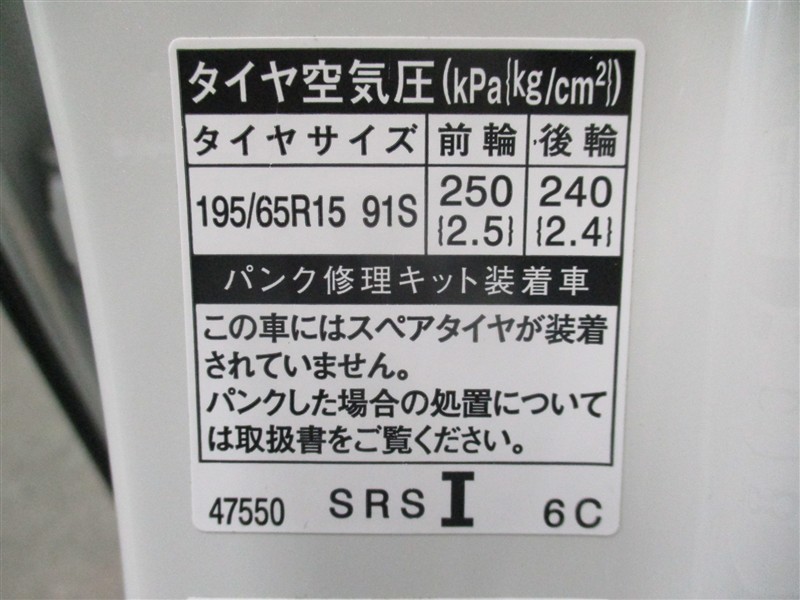 タイヤ空気圧(kPa{kg/cm²})
タイヤサイズ 前輪 後輪
195/65R15 91S 250 240
{2.5} {2.4}
パンク修理キット装着車
この車にはスペアタイヤが装着
されていません。
パンクした場合の処置について
は取扱書をご覧ください。
47550 SRS I 6C